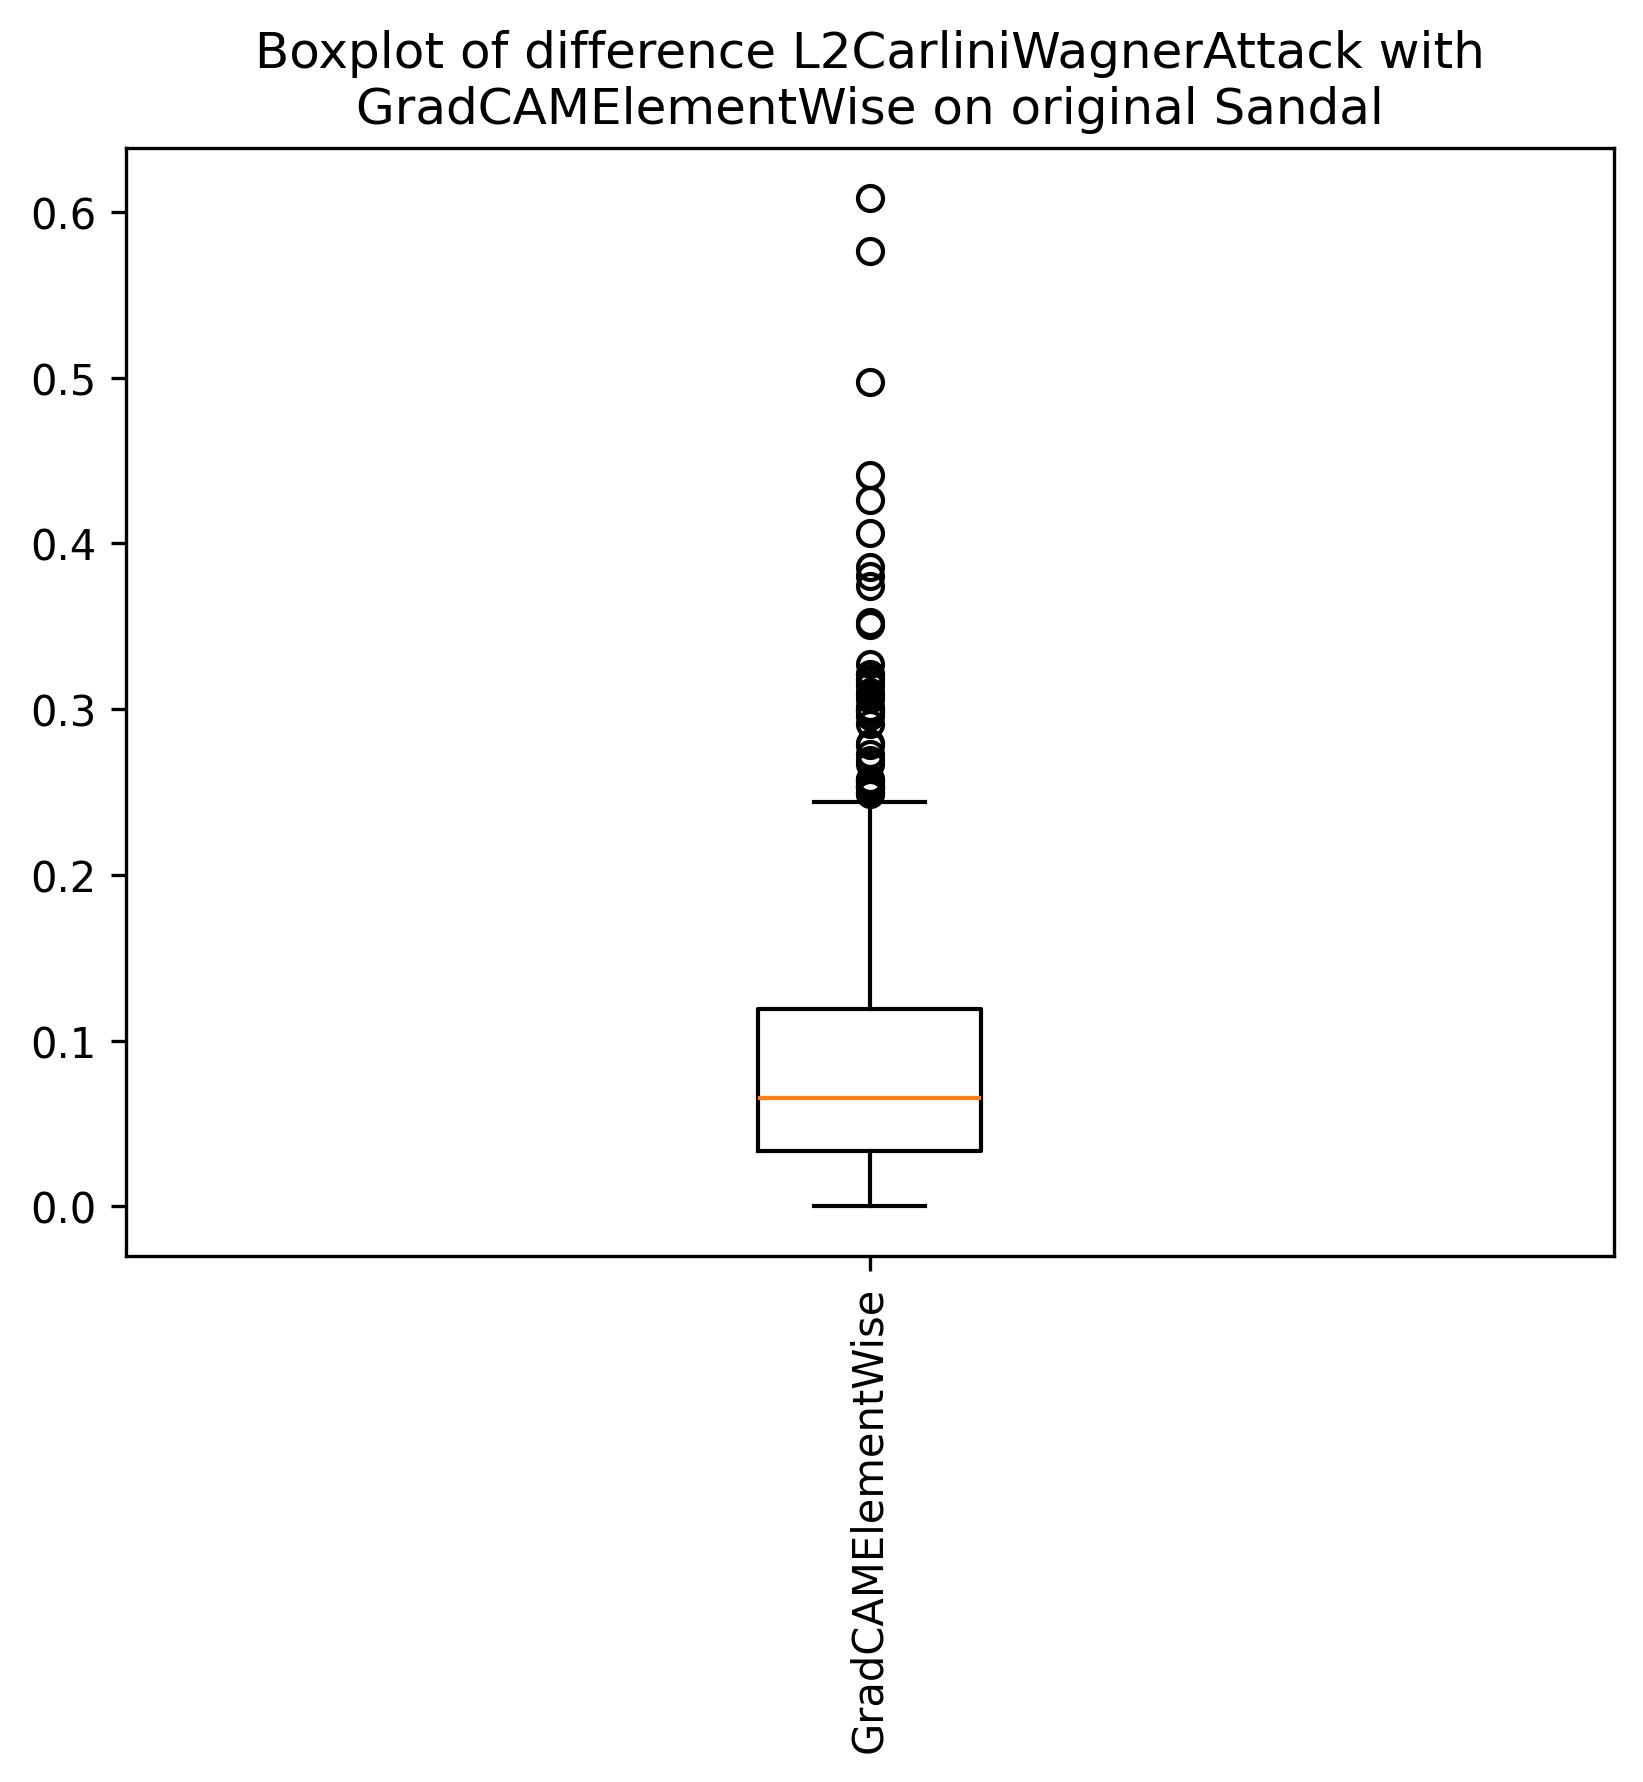 Boxplot of difference L2CarliniWagnerAttack with
GradCAMElementWise on original Sandal
0.6
0.5
0.4
0.3
0.2
0.1
0.0
GradCAMElementWise